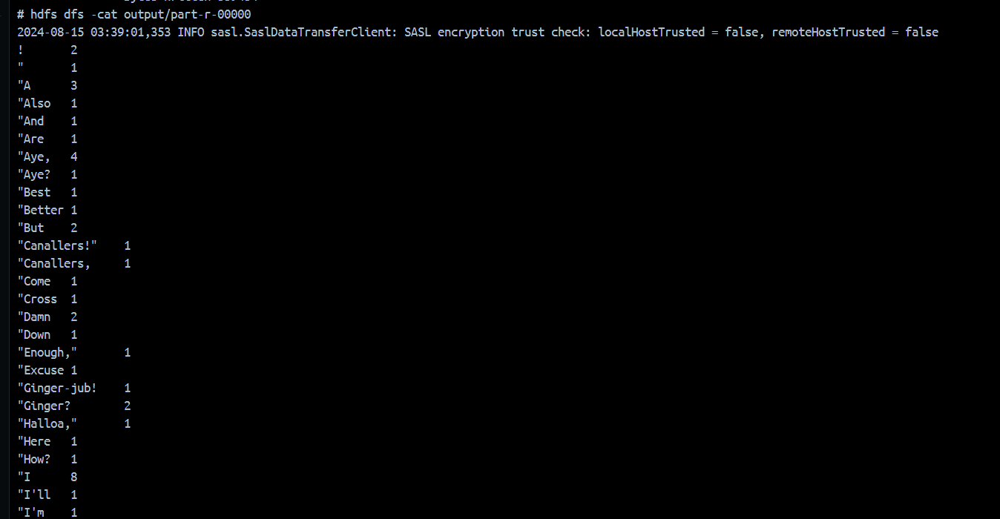 # hdfs dfs -cat output/part-r-00000
2024-08-15 03:39:01,353 INFO sasl.SaslDataTransferClient: SASL encryption trust check: localHostTrusted = false, remoteHostTrusted = false
!	2
"	1
"A	3
"Also	1
"And	1
"Are	1
"Aye,	4
"Aye?	1
"Best	1
"Better	1
"But	2
"Canallers!"	1
"Canallers,	1
"Come	1
"Cross	1
"Damn	2
"Down	1
"Enough,"	1
"Excuse	1
"Ginger-jub!	1
"Ginger?	2
"Halloa,"	1
"Here	1
"How?	1
"I	8
"I'll	1
"I'm	1